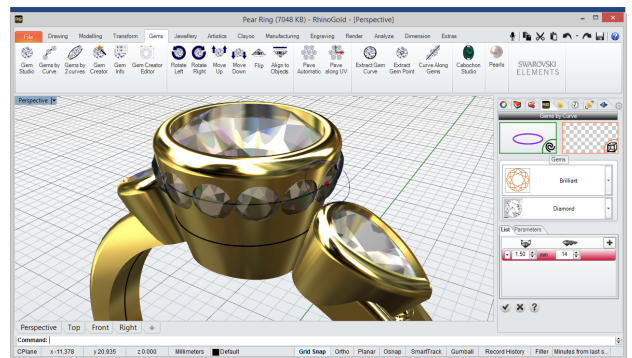 Pear Ring (7048 KB) - RhinoGold - [Perspective]
File Drawing Modelling Transform Gems Jewellery Artistics Clayoo Manufacturing Engraving Render Analyze Dimension Extras
Gem Studio
Gems by Curve
Gems by 2 curves
Gem Creator
Gem Info
Gem Creator Editor
Rotate Left
Rotate Right
Move Up
Move Down
Flip
Align to Objects
Pave Automatic
Pave along UV
Extract Gem Curve
Extract Gem Point
Curve Along Gems
Cabochon Studio
Pearls
SWAROVSKI
ELEMENTS
Perspective
Gems by Curve
Gems
Brilliant
Diamond
List Parameters
1.50 mm 14
Perspective Top Front Right
Command:
CPlane x -11.378 y 20.935 z 0.000 Millimeters Default Grid Snap Ortho Planar Osnap SmartTrack Gumball Record History Filter Minutes from last s...